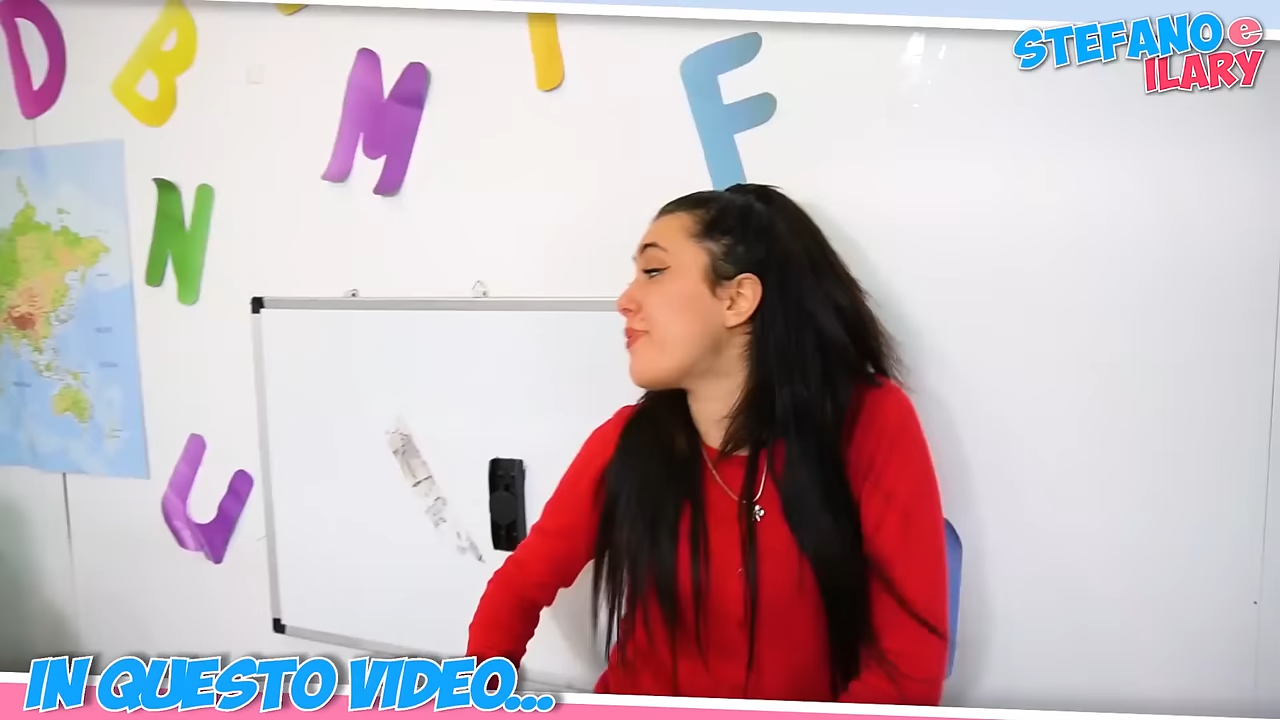 STEFANO e
ILARY
D B M F
N
U
IN QUESTO VIDEO...